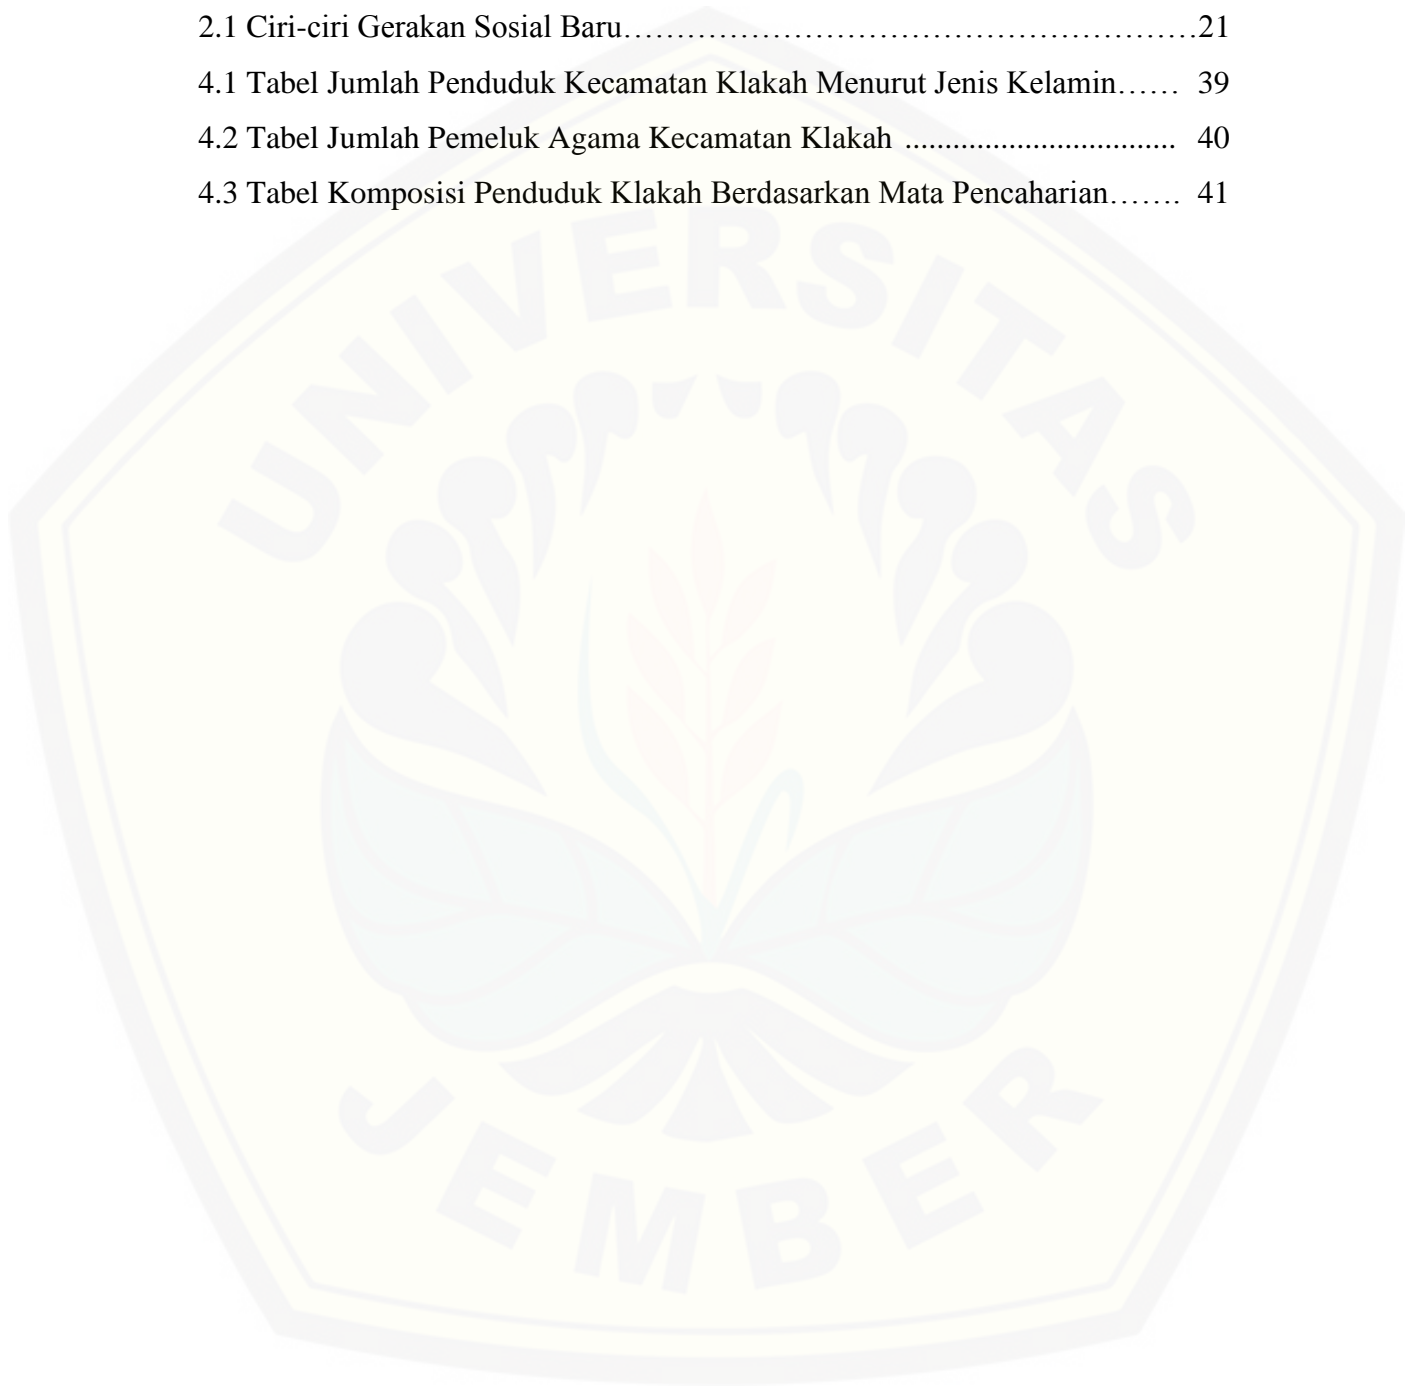 2.1 Ciri-ciri Gerakan Sosial Baru………………………………………………………21
4.1 Tabel Jumlah Penduduk Kecamatan Klakah Menurut Jenis Kelamin…… 39
4.2 Tabel Jumlah Pemeluk Agama Kecamatan Klakah ................................. 40
4.3 Tabel Komposisi Penduduk Klakah Berdasarkan Mata Pencaharian……. 41
UNIVERSITAS
JEMBER